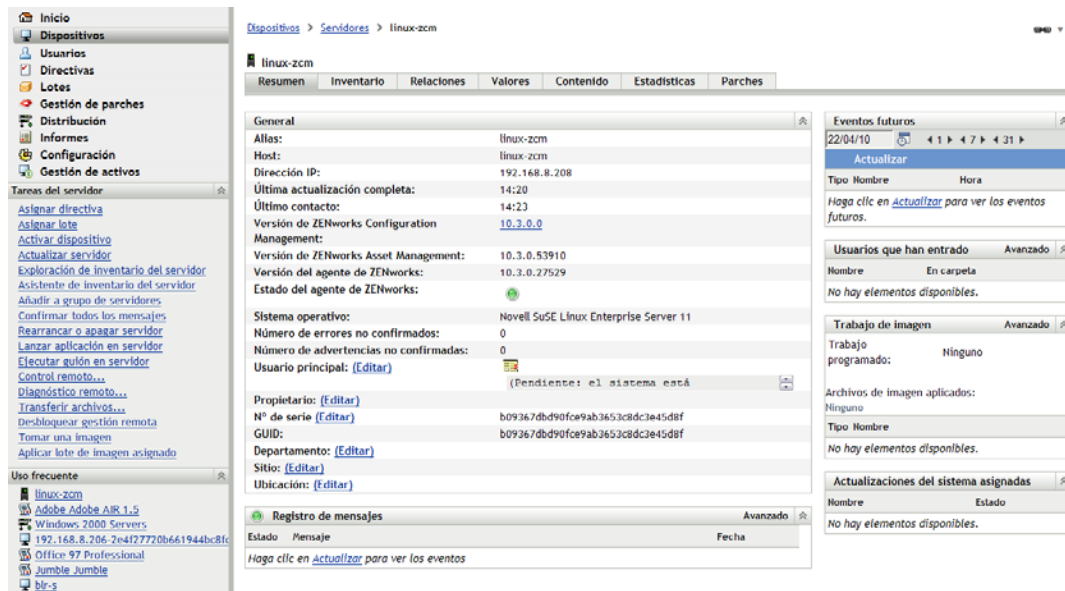 Inicio
Dispositivos
Usuarios
Directivas
Lotes
Gestión de parches
Distribución
Informes
Configuración
Gestión de activos
Tareas del servidor
Asignar directiva
Asignar lote
Activar dispositivo
Actualizar servidor
Exploración de inventario del servidor
Asistente de inventario del servidor
Añadir a grupo de servidores
Confirmar todos los mensajes
Rearrancar o apagar servidor
Lanzar aplicación en servidor
Ejecutar guión en servidor
Control remoto...
Diagnóstico remoto...
Transferir archivos...
Desbloquear gestión remota
Tomar una imagen
Aplicar lote de imagen asignado
Uso frecuente
linux-zcm
Adobe Adobe AIR 1.5
Windows 2000 Servers
192.168.8.206-2e4f27720b661944bc8fc
Office 97 Professional
Jumble Jumble
blr-s
Dispositivos > Servidores > linux-zcm
linux-zcm
Resumen Inventario Relaciones Valores Contenido Estadísticas Parches
General
Alias: linux-zcm
Host: linux-zcm
Dirección IP: 192.168.8.208
Última actualización completa: 14:20
Último contacto: 14:23
Versión de ZENworks Configuration Management: 10.3.0.0
Versión de ZENworks Asset Management: 10.3.0.53910
Versión del agente de ZENworks: 10.3.0.27529
Estado del agente de ZENworks:
Sistema operativo: Novell SuSE Linux Enterprise Server 11
Número de errores no confirmados: 0
Número de advertencias no confirmadas: 0
Usuario principal: (Editar)
(Pendiente: el sistema está
Propietario: (Editar)
Nº de serie (Editar) b09367dbd90fce9ab3653c8dc3e45d8f
GUID: b09367dbd90fce9ab3653c8dc3e45d8f
Departamento: (Editar)
Sitio: (Editar)
Ubicación: (Editar)
Registro de mensajes Avanzado
Estado Mensaje Fecha
Haga clic en Actualizar para ver los eventos
Eventos futuros
22/04/10 1 7 31
Actualizar
Tipo Nombre Hora
Haga clic en Actualizar para ver los eventos
futuros.
Usuarios que han entrado Avanzado
Nombre En carpeta
No hay elementos disponibles.
Trabajo de imagen Avanzado
Trabajo programado: Ninguno
Archivos de imagen aplicados:
Ninguno
Tipo Nombre
No hay elementos disponibles.
Actualizaciones del sistema asignadas
Nombre Estado
No hay elementos disponibles.